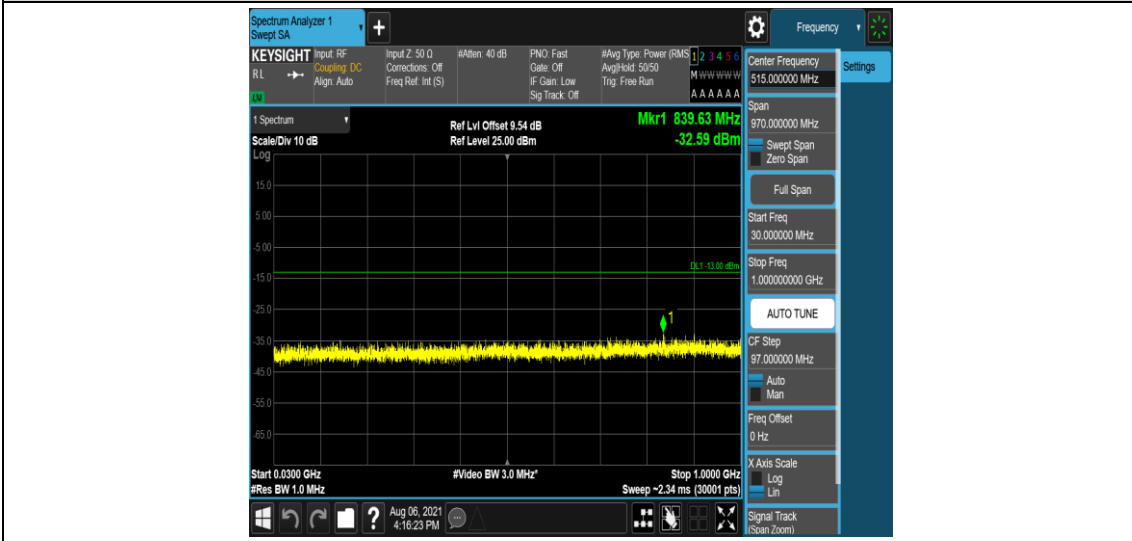 Spectrum Analyzer 1
Swept SA
+
Frequency
KEYSIGHT
RL
Input: RF
Coupling: DC
Align: Auto
Input Z: 50 Ω
Corrections: Off
Freq Ref: Int (S)
#Atten: 40 dB
PNO: Fast
Gate: Off
IF Gain: Low
Sig Track: Off
#Avg Type: Power (RMS
Avg|Hold: 50/50
Trig: Free Run
1 2 3 4 5 6
M W W W W W
A A A A A A
1 Spectrum
Scale/Div 10 dB
Log
Ref Lvl Offset 9.54 dB
Ref Level 25.00 dBm
Mkr1 839.63 MHz
-32.59 dBm
15.0
5.00
-5.00
-15.0
-25.0
-35.0
-45.0
-55.0
-65.0
DL1 -13.00 dBm
1
Start 0.0300 GHz
#Res BW 1.0 MHz
#Video BW 3.0 MHz*
Stop 1.0000 GHz
Sweep ~2.34 ms (30001 pts)
?
Aug 06, 2021
4:16:23 PM
Center Frequency
515.000000 MHz
Span
970.000000 MHz
Swept Span
Zero Span
Full Span
Start Freq
30.000000 MHz
Stop Freq
1.000000000 GHz
AUTO TUNE
CF Step
97.000000 MHz
Auto
Man
Freq Offset
0 Hz
X Axis Scale
Log
Lin
Signal Track
(Span Zoom)
Settings